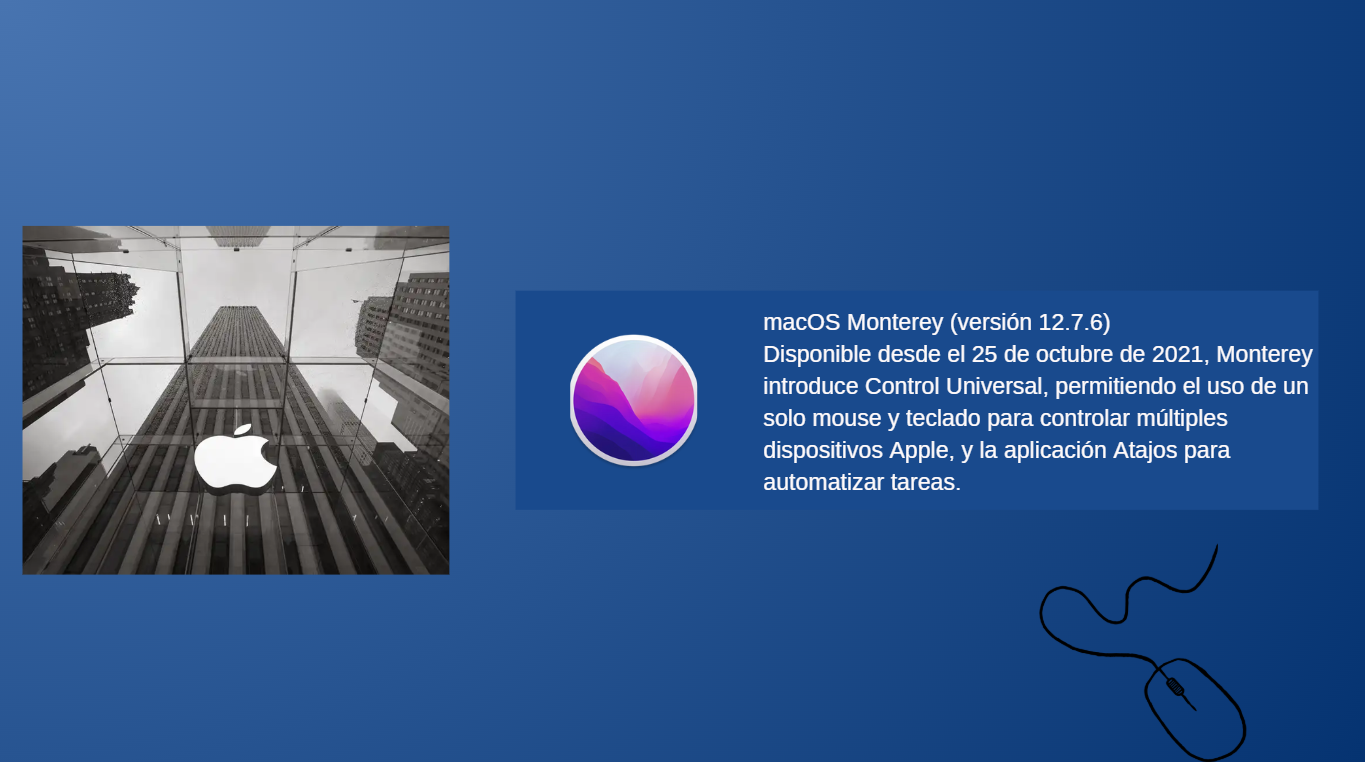 macOS Monterey (versión 12.7.6)
Disponible desde el 25 de octubre de 2021, Monterey
introduce Control Universal, permitiendo el uso de un
solo mouse y teclado para controlar múltiples
dispositivos Apple, y la aplicación Atajos para
automatizar tareas.